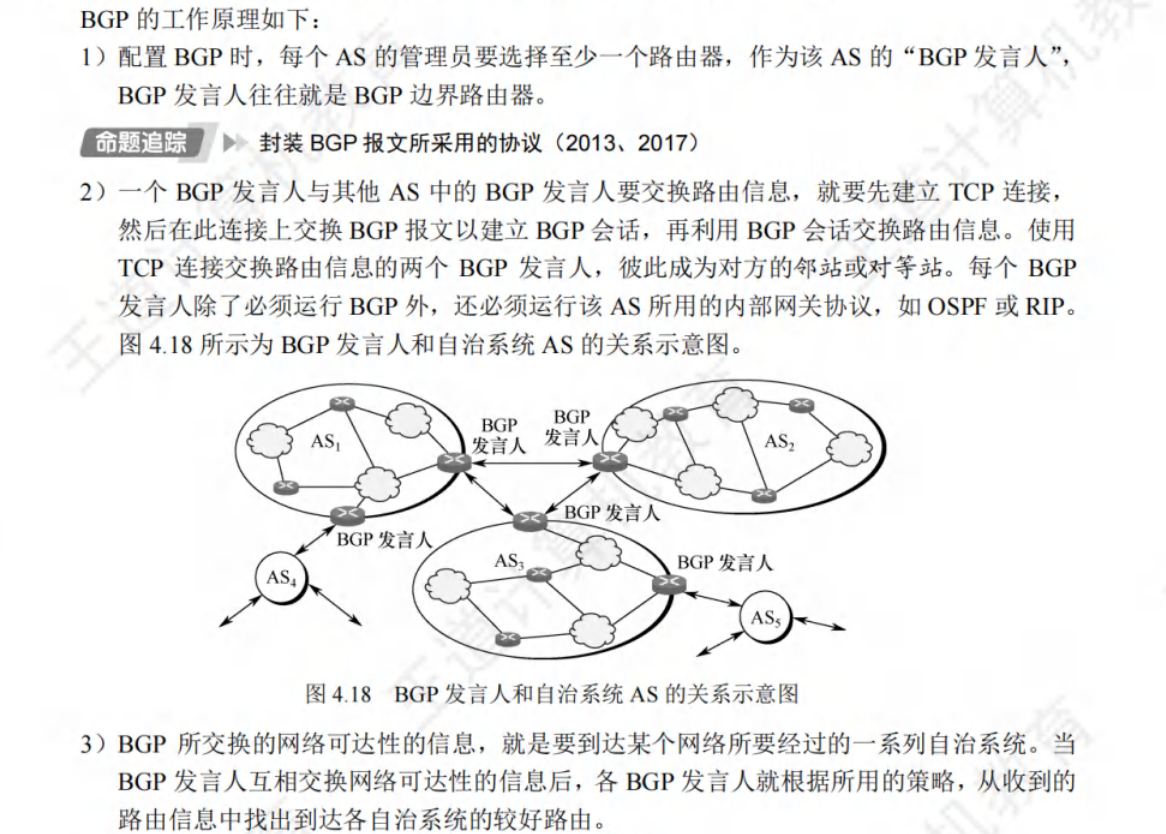 BGP 的工作原理如下：
1）配置 BGP 时，每个 AS 的管理员要选择至少一个路由器，作为该 AS 的“BGP 发言人”，
BGP 发言人往往就是 BGP 边界路由器。
命题追踪 封装 BGP 报文所采用的协议（2013、2017）
2）一个 BGP 发言人与其他 AS 中的 BGP 发言人要交换路由信息，就要先建立 TCP 连接，
然后在此连接上交换 BGP 报文以建立 BGP 会话，再利用 BGP 会话交换路由信息。使用
TCP 连接交换路由信息的两个 BGP 发言人，彼此成为对方的邻站或对等站。每个 BGP
发言人除了必须运行 BGP 外，还必须运行该 AS 所用的内部网关协议，如 OSPF 或 RIP。
图 4.18 所示为 BGP 发言人和自治系统 AS 的关系示意图。
AS1
BGP
发言人
BGP
发言人
AS2
BGP 发言人
BGP 发言人
AS3
BGP 发言人
AS4
AS5
图 4.18 BGP 发言人和自治系统 AS 的关系示意图
3）BGP 所交换的网络可达性的信息，就是要到达某个网络所要经过的一系列自治系统。当
BGP 发言人互相交换网络可达性的信息后，各 BGP 发言人就根据所用的策略，从收到的
路由信息中找出到达各自治系统的较好路由。
王道计算机教育